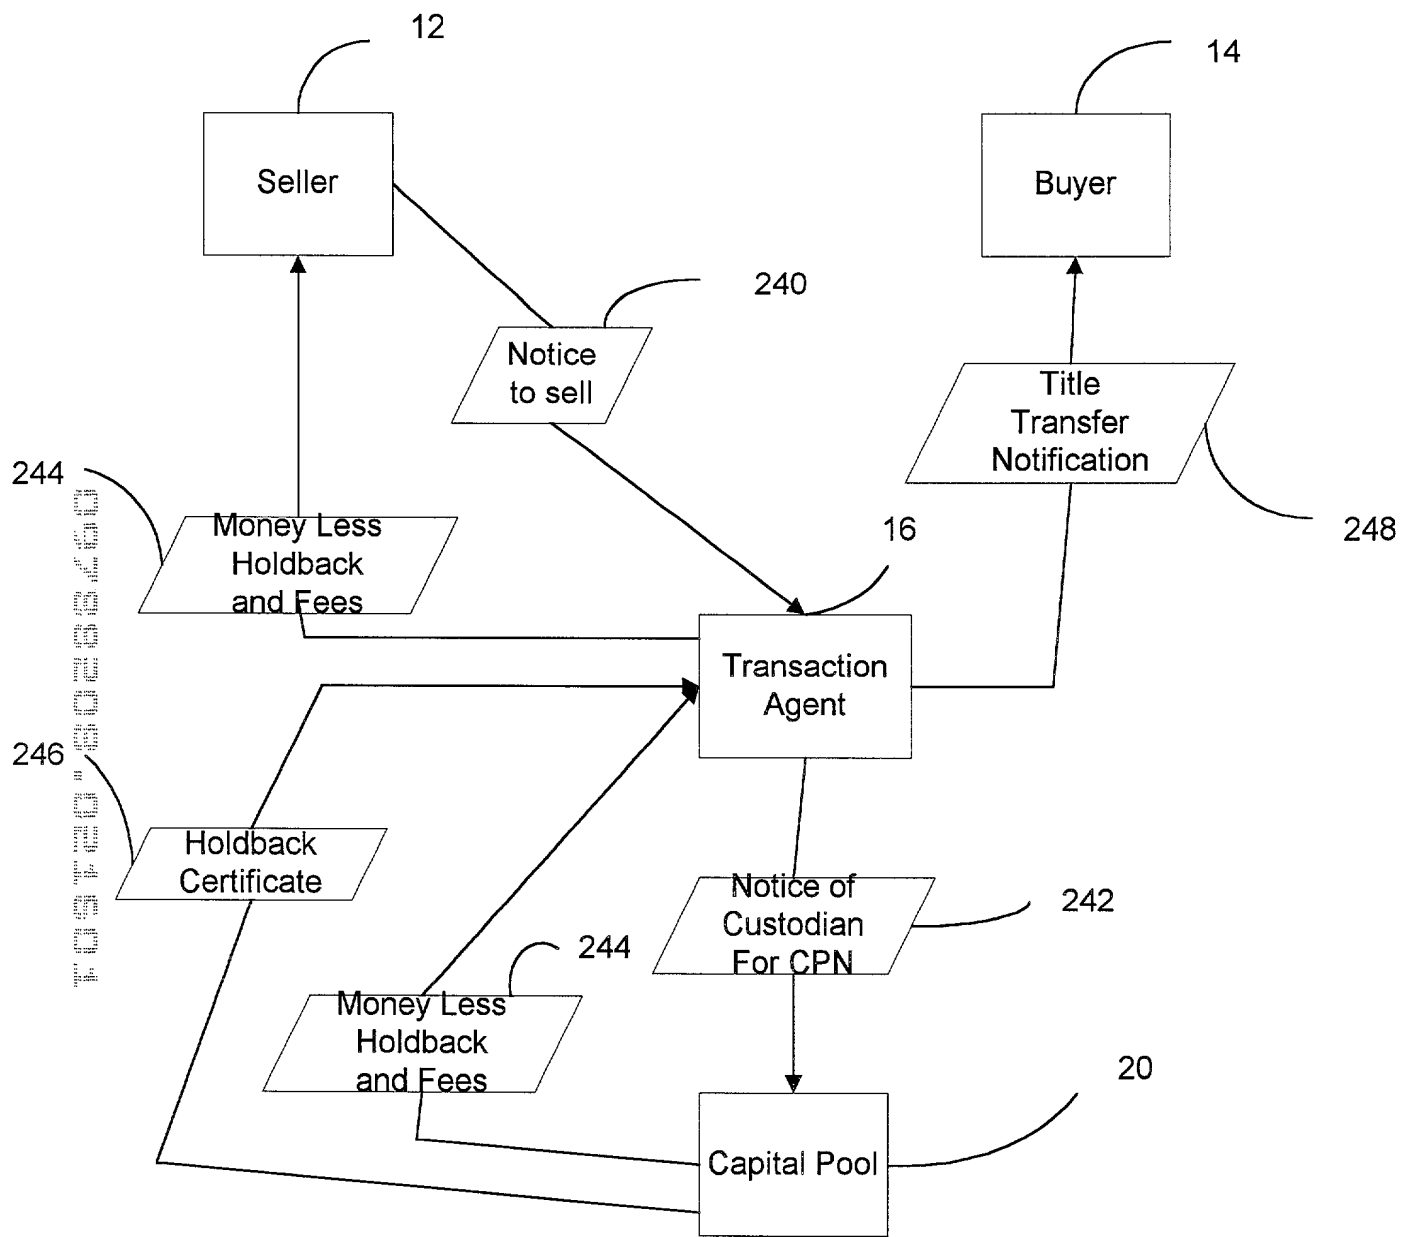 12
14
Seller
Buyer
240
Notice
to sell
Title
Transfer
Notification
244
248
Money Less
Holdback
and Fees
16
Transaction
Agent
246
Holdback
Certificate
Notice of
Custodian
For CPN
242
244
Money Less
Holdback
and Fees
20
Capital Pool